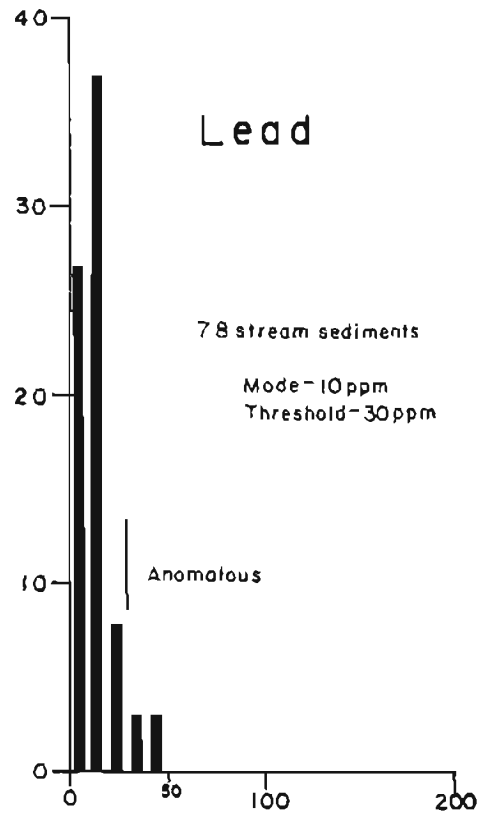 40
Lead
30
78 stream sediments
Mode-10ppm
20
Threshold-30ppm
Anomatous
10
0
0 50 100 200